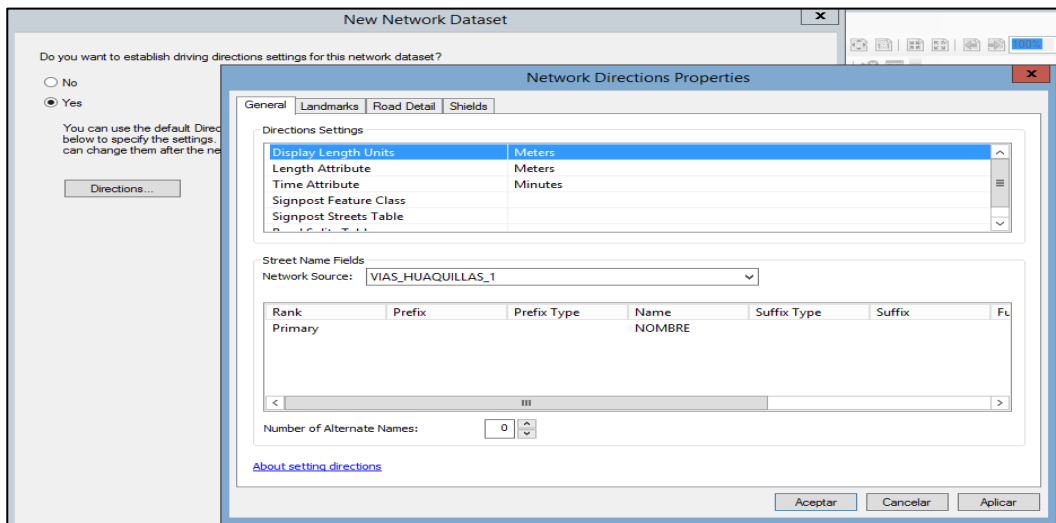 New Network Dataset
x
100%
Do you want to establish driving directions settings for this network dataset?
No
Yes
You can use the default Direc
below to specify the settings.
can change them after the ne
Directions...
Network Directions Properties
x
General Landmarks Road Detail Shields
Directions Settings
Display Length Units Meters
Length Attribute Meters
Time Attribute Minutes
Signpost Feature Class
Signpost Streets Table
Street Name Fields
Network Source: VIAS_HUAQUILLAS_1
Rank Prefix Prefix Type Name Suffix Type Suffix Fu
Primary NOMBRE
Number of Alternate Names: 0
About setting directions
Aceptar Cancelar Aplicar